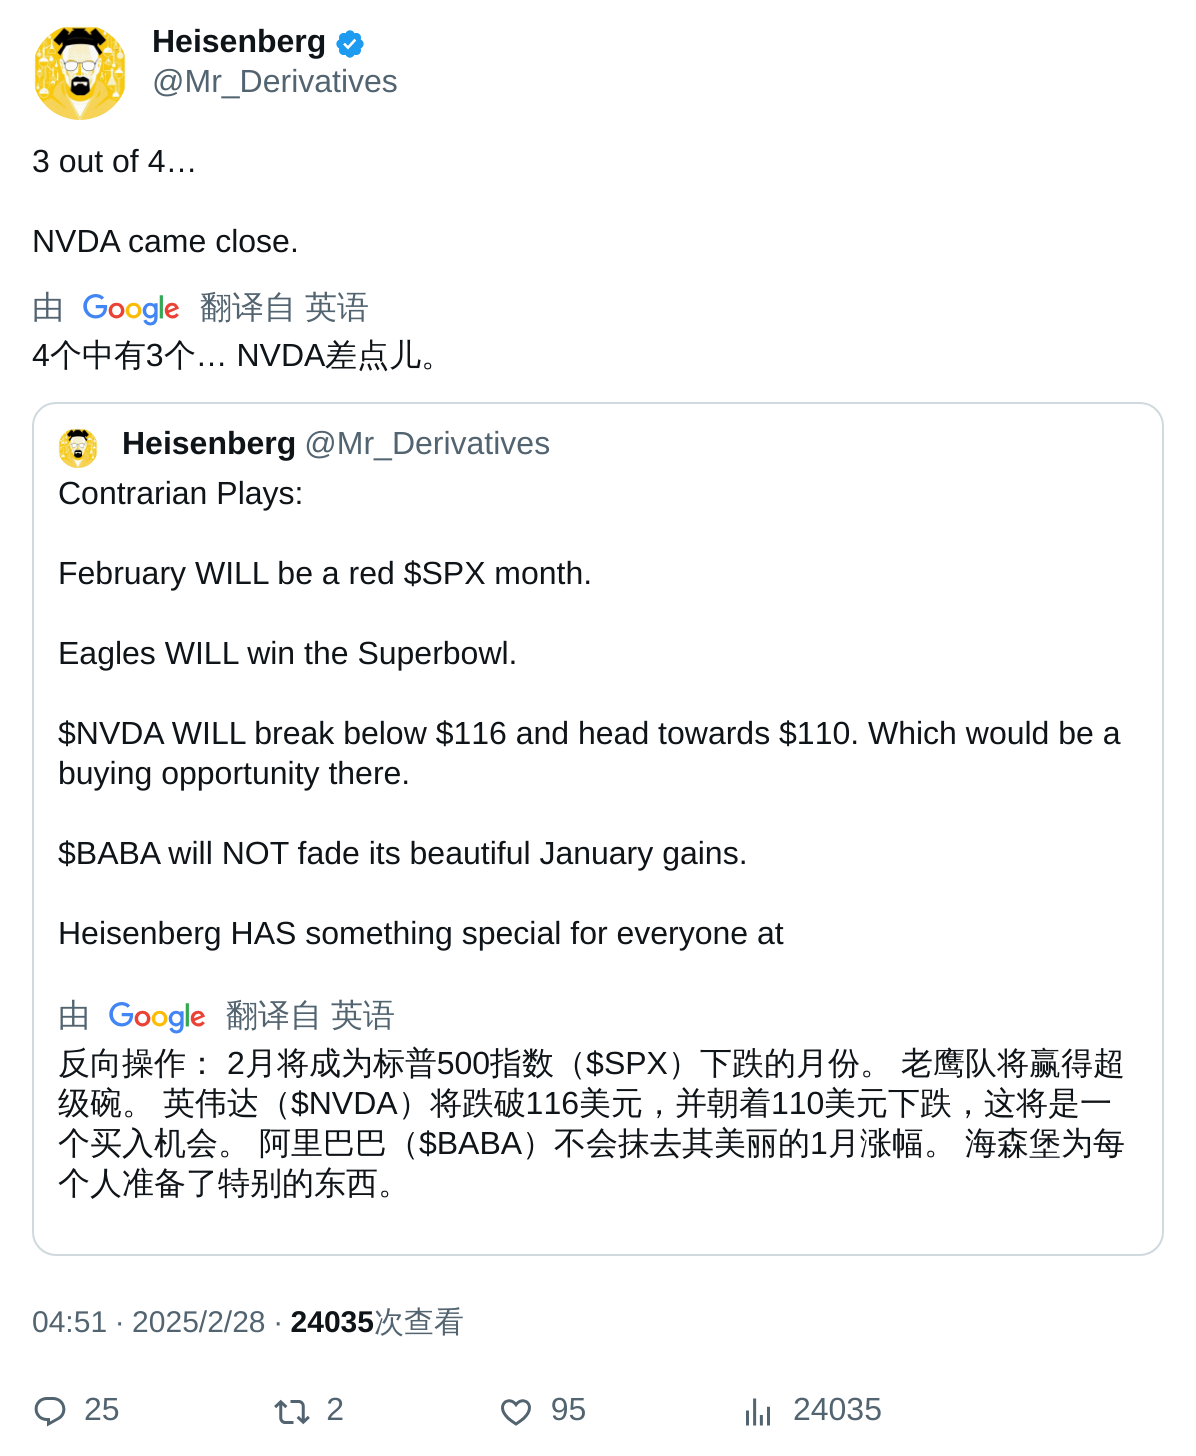 Heisenberg
@Mr_Derivatives
3 out of 4…
NVDA came close.
由 Google 翻译自 英语
4个中有3个… NVDA差点儿。
Heisenberg @Mr_Derivatives
Contrarian Plays:
February WILL be a red $SPX month.
Eagles WILL win the Superbowl.
$NVDA WILL break below $116 and head towards $110. Which would be a
buying opportunity there.
$BABA will NOT fade its beautiful January gains.
Heisenberg HAS something special for everyone at
由 Google 翻译自 英语
反向操作： 2月将成为标普500指数（$SPX）下跌的月份。 老鹰队将赢得超
级碗。 英伟达（$NVDA）将跌破116美元，并朝着110美元下跌，这将是一
个买入机会。 阿里巴巴（$BABA）不会抹去其美丽的1月涨幅。 海森堡为每
个人准备了特别的东西。
04:51 · 2025/2/28 · 24035次查看
25 2 95 24035